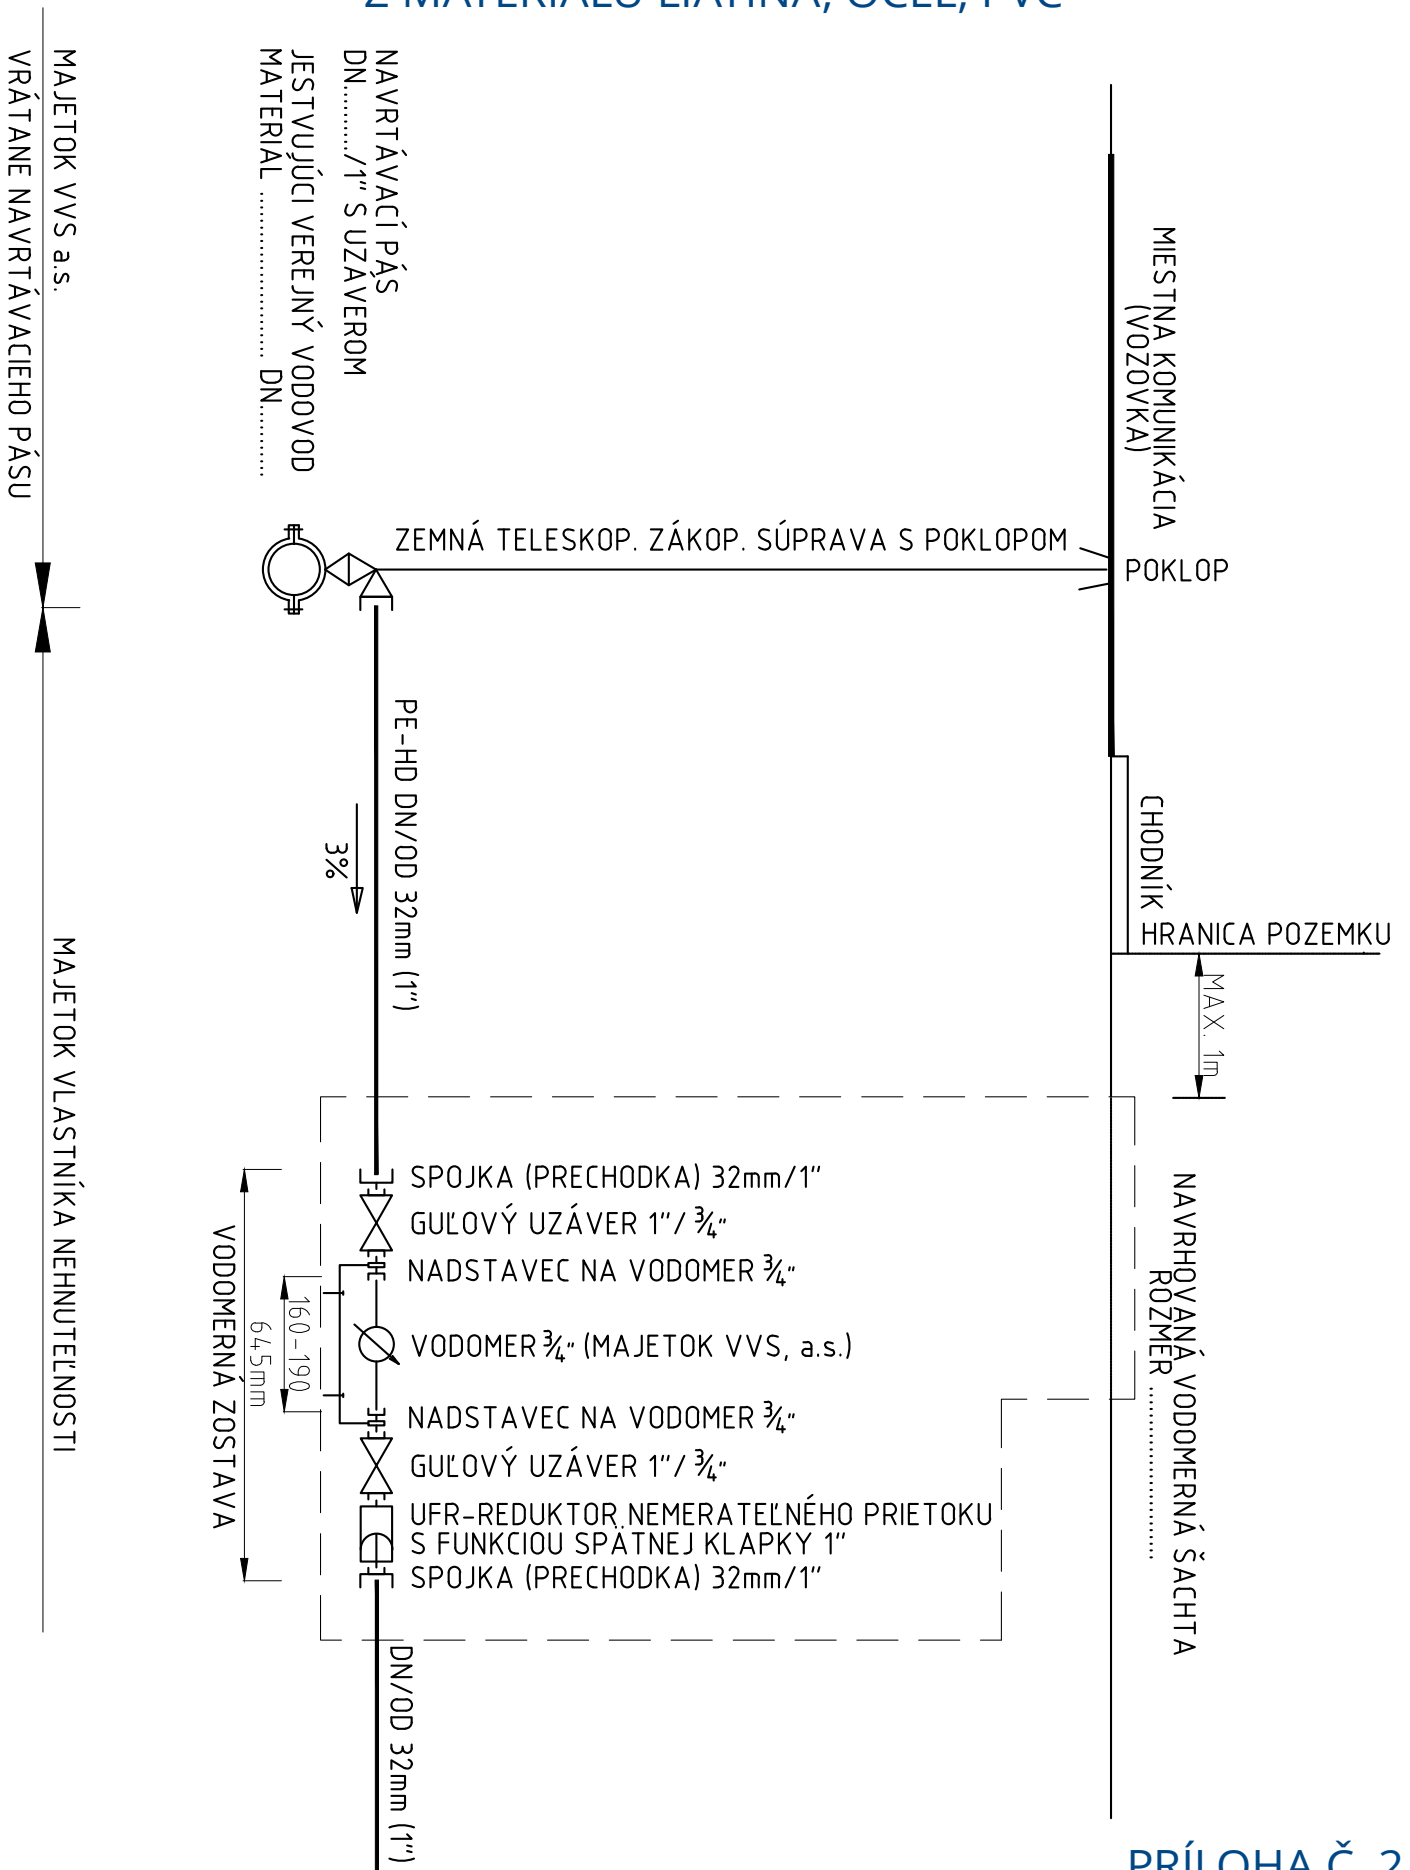 MAJETOK VVS a.s.
VRÁTANE NAVRTÁVACIEHO PÁSU
NAVRTÁVACÍ PÁS
DN......../1" S UZÁVEROM
JESTVUJÚCI VEREJNÝ VODOVOD
MATERIAL ........................ DN..........
MIESTNA KOMUNIKÁCIA
(VOZOVKA)
ZEMNÁ TELESKOP. ZÁKOP. SÚPRAVA S POKLOPOM
POKLOP
PE-HD DN/OD 32mm (1")
3%
CHODNÍK
HRANICA POZEMKU
MAX. 1m
MAJETOK VLASTNÍKA NEHNUTEĽNOSTI
NAVRHOVANÁ VODOMERNÁ ŠACHTA
ROZMER ..........................
SPOJKA (PRECHODKA) 32mm/1"
GUĽOVÝ UZÁVER 1"/ ¾"
NADSTAVEC NA VODOMER ¾"
VODOMER ¾" (MAJETOK VVS, a.s.)
NADSTAVEC NA VODOMER ¾"
GUĽOVÝ UZÁVER 1"/ ¾"
UFR-REDUKTOR NEMERATEĽNÉHO PRIETOKU
S FUNKCIOU SPÄTNEJ KLAPKY 1"
SPOJKA (PRECHODKA) 32mm/1"
160-190
645mm
VODOMERNÁ ZOSTAVA
DN/OD 32mm (1")
PRÍLOHA Č. 2